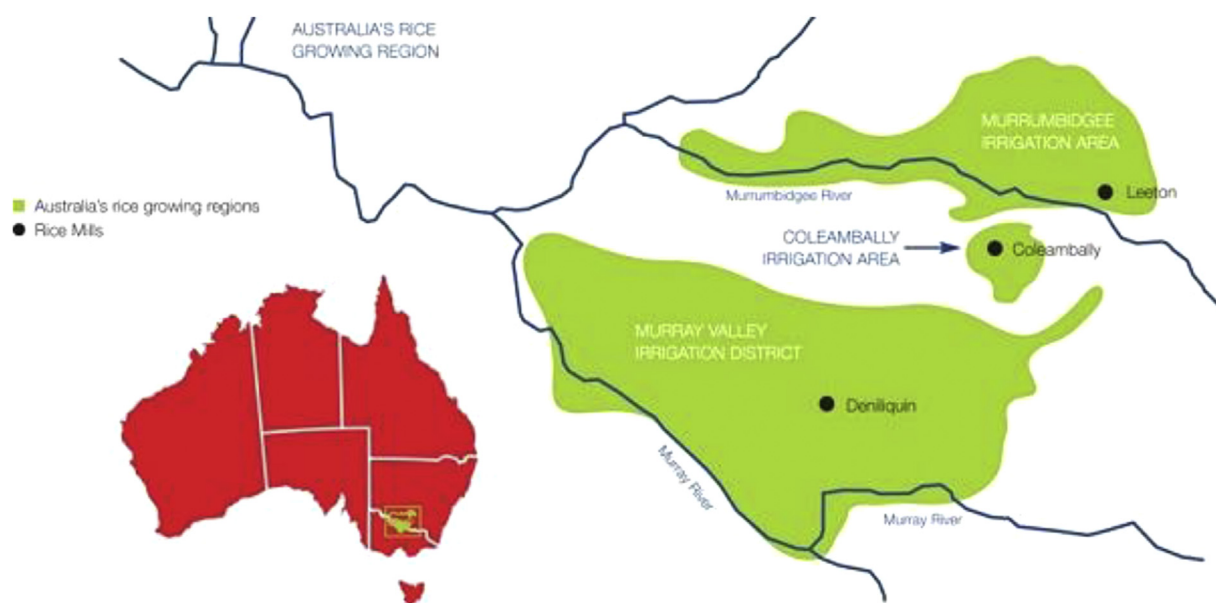 AUSTRALIA'S RICE
GROWING REGION
MURRUMBIDGEE
IRRIGATION AREA
Leeton
Murrumbidgee River
Australia's rice growing regions
Rice Mills
COLEAMBALLY
IRRIGATION AREA
Coleambally
MURRAY VALLEY
IRRIGATION DISTRICT
Deniliquin
Murray River
Murray River